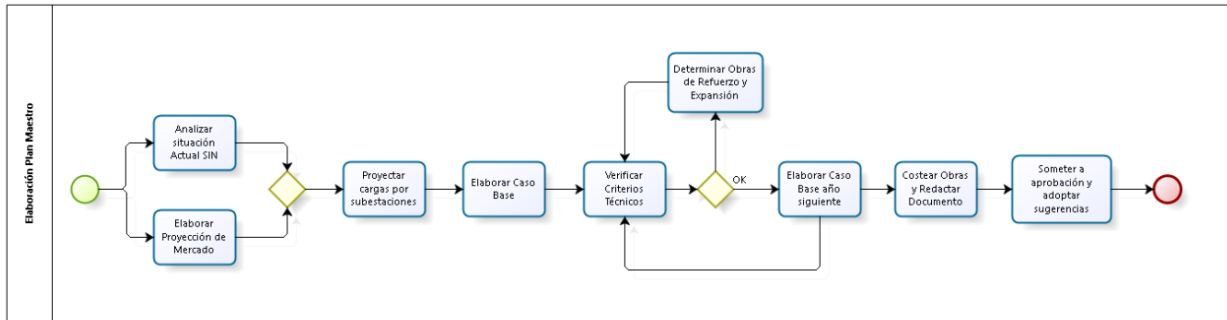 Elaboración Plan Maestro
Analizar
situación
Actual SIN
Elaborar
Proyección de
Mercado
Proyectar
cargas por
subestaciones
Elaborar Caso
Base
Verificar
Criterios
Técnicos
Determinar Obras
de Refuerzo y
Expansión
OK
Elaborar Caso
Base año
siguiente
Costear Obras
y Redactar
Documento
Someter a
aprobación y
adoptar
sugerencias